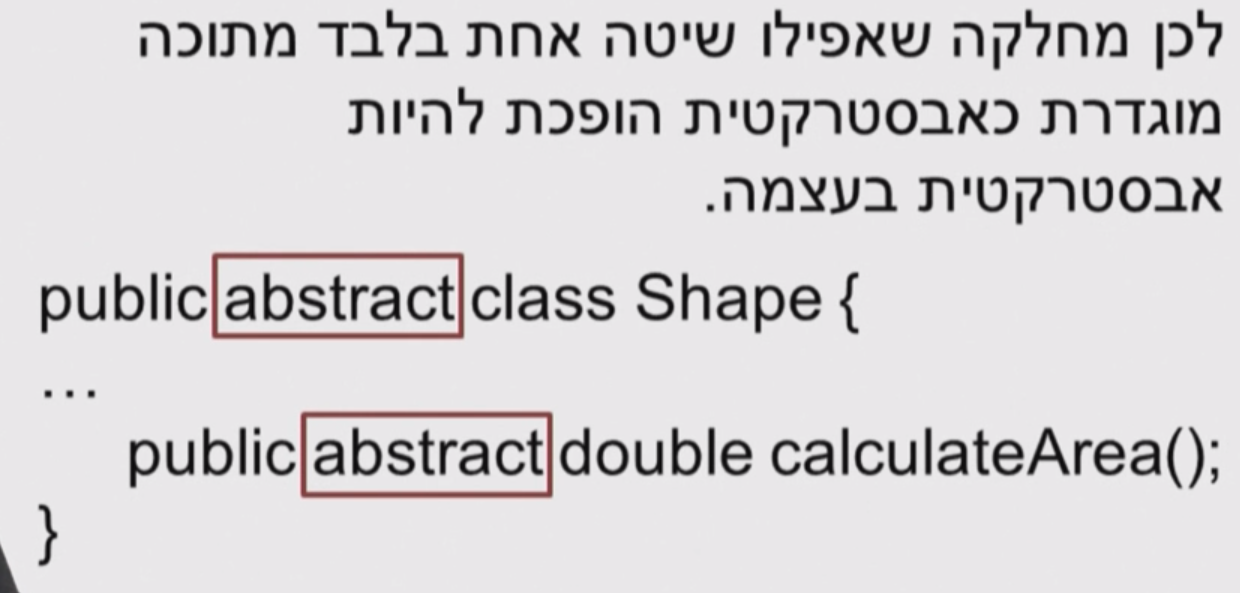 לכן מחלקה שאפילו שיטה אחת בלבד מתוכה
מוגדרת כאבסטרקטית הופכת להיות
אבסטרקטית בעצמה.
public abstract class Shape {
...
public abstract double calculateArea();
}